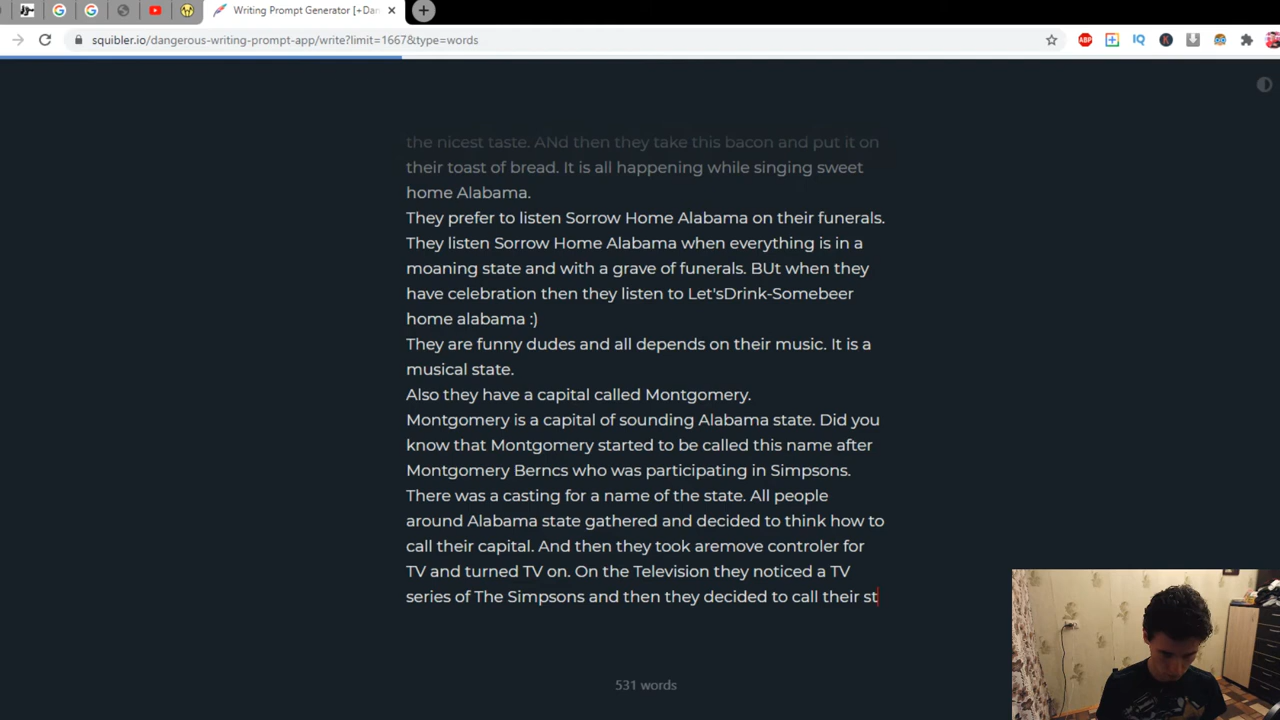 Writing Prompt Generator [+Dan
squibler.io/dangerous-writing-prompt-app/write?limit=1667&type=words
ABP
IQ
K
the nicest taste. ANd then they take this bacon and put it on
their toast of bread. It is all happening while singing sweet
home Alabama.
They prefer to listen Sorrow Home Alabama on their funerals.
They listen Sorrow Home Alabama when everything is in a
moaning state and with a grave of funerals. BUt when they
have celebration then they listen to Let'sDrink-Somebeer
home alabama :)
They are funny dudes and all depends on their music. It is a
musical state.
Also they have a capital called Montgomery.
Montgomery is a capital of sounding Alabama state. Did you
know that Montgomery started to be called this name after
Montgomery Berncs who was participating in Simpsons.
There was a casting for a name of the state. All people
around Alabama state gathered and decided to think how to
call their capital. And then they took aremove controler for
TV and turned TV on. On the Television they noticed a TV
series of The Simpsons and then they decided to call their st
531 words